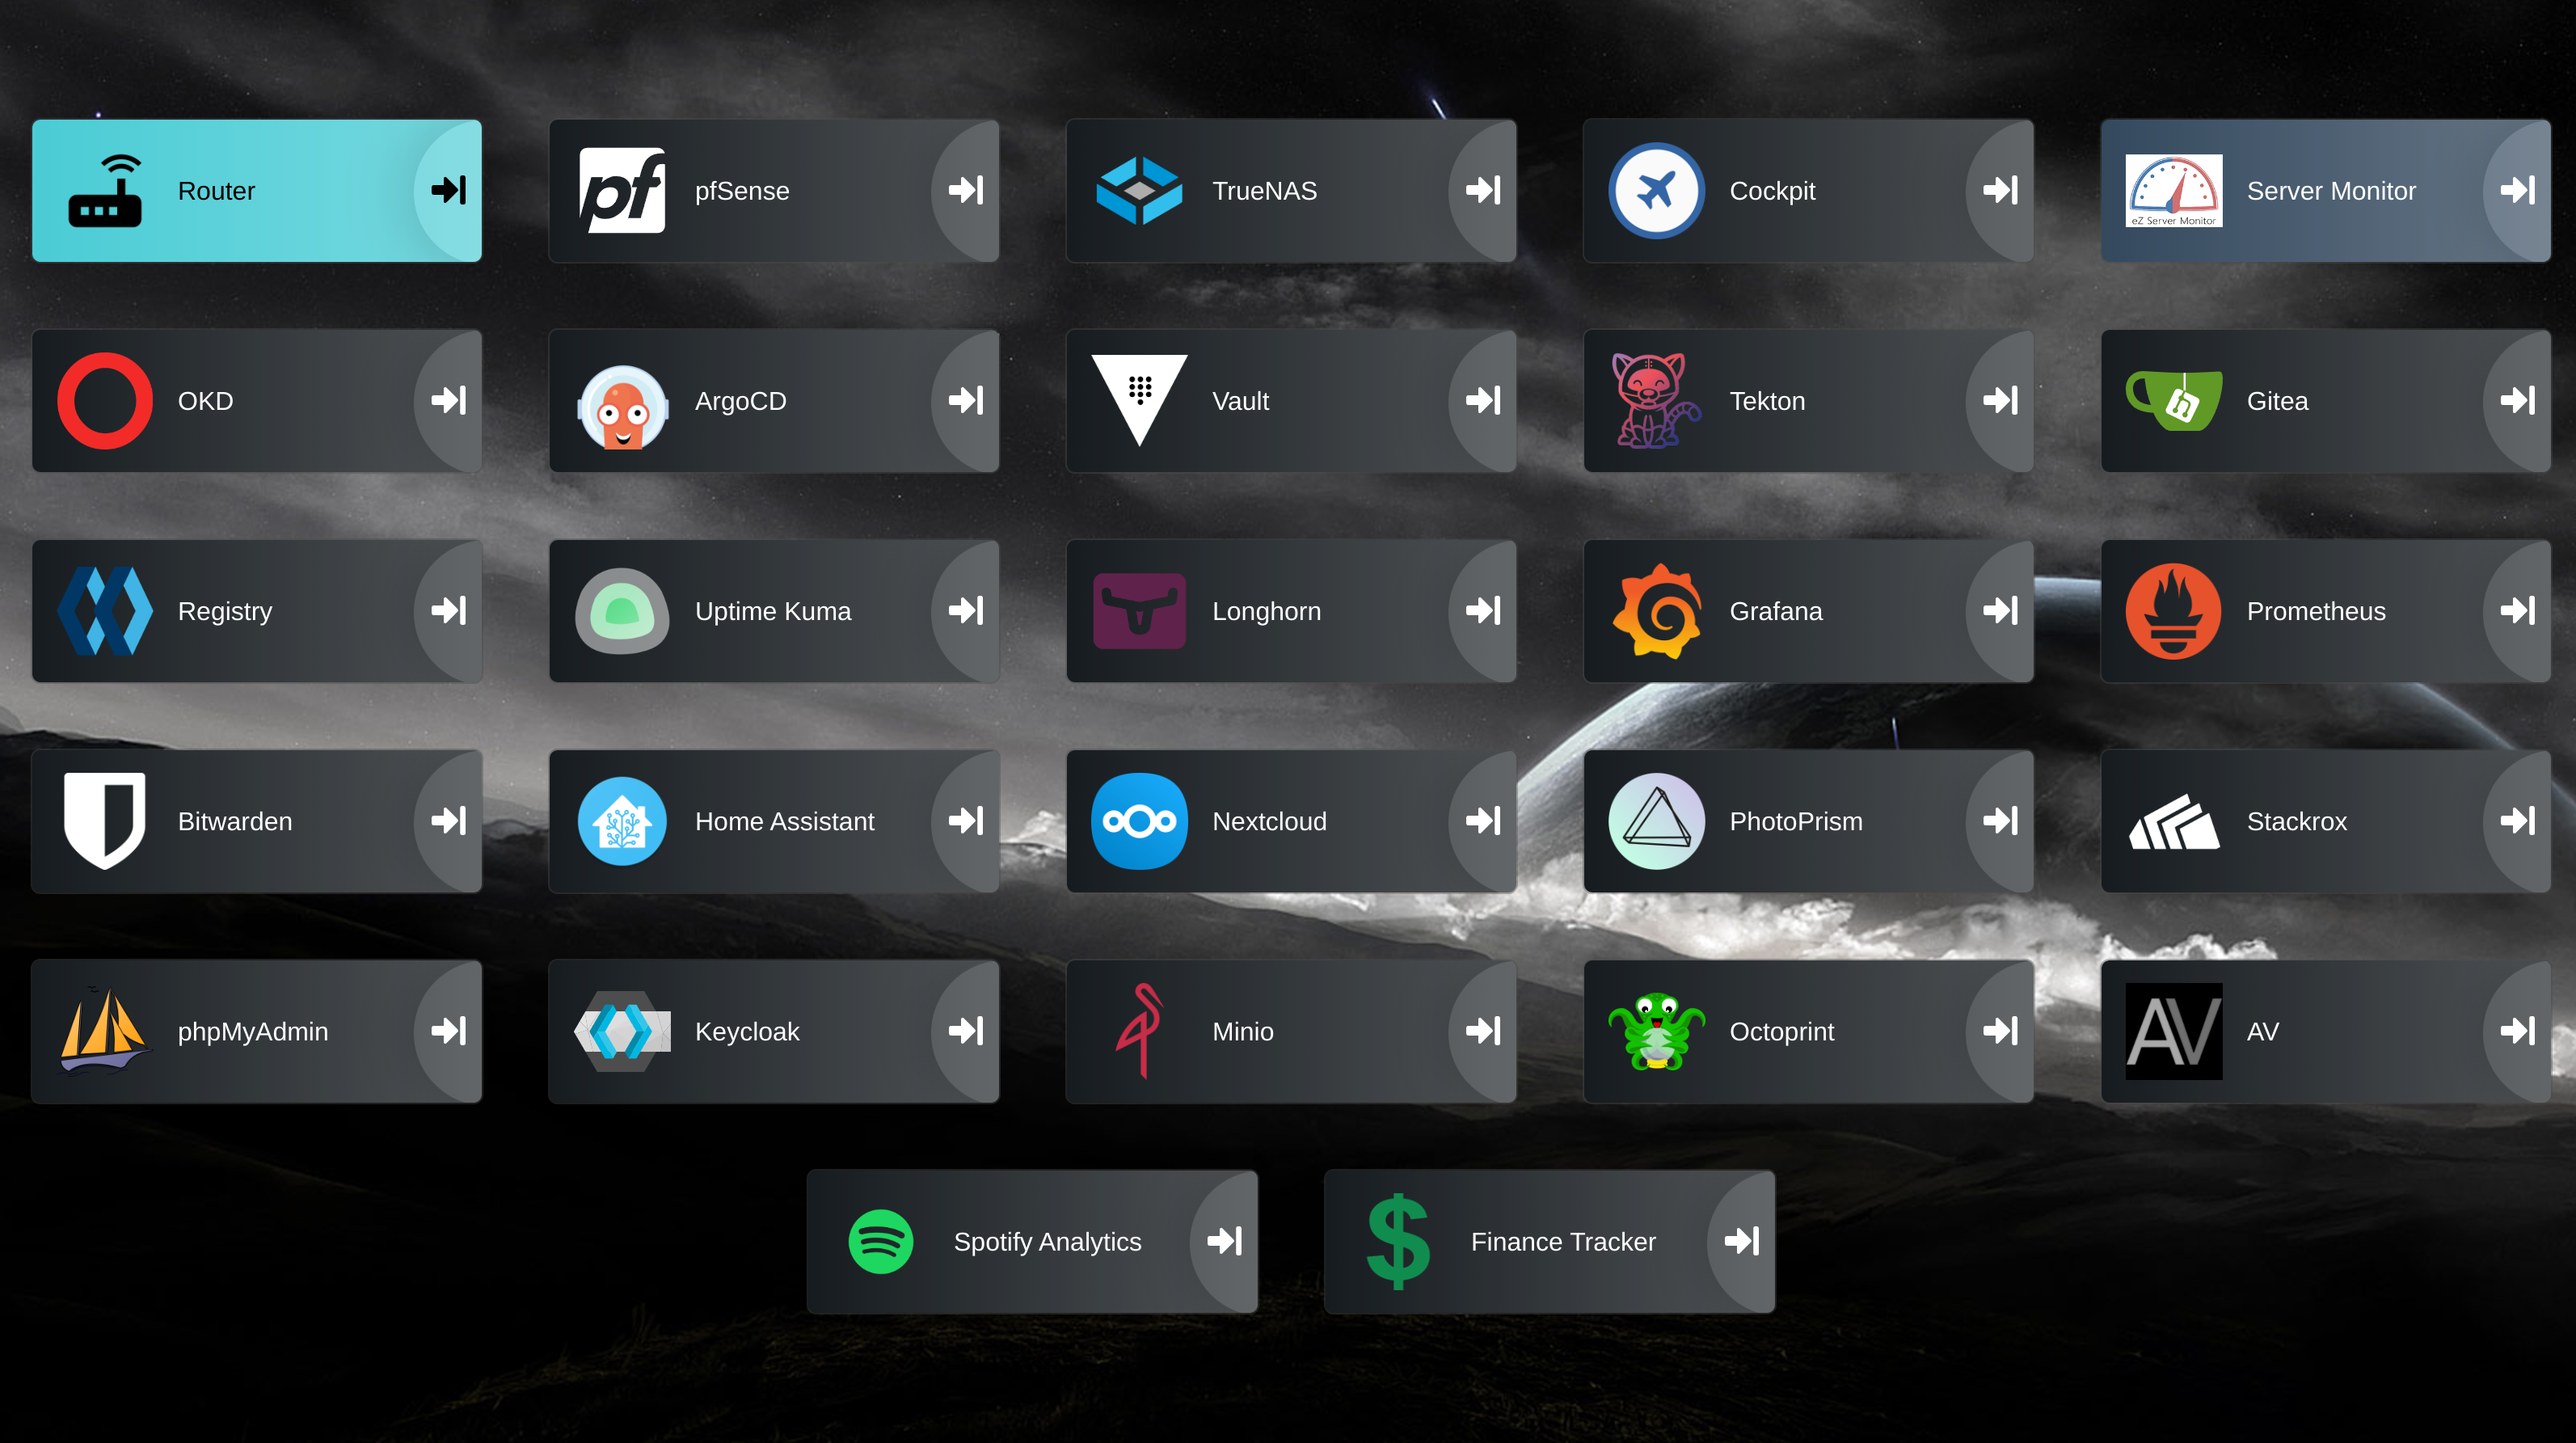 Router
pf
pfSense
TrueNAS
Cockpit
eZ Server Monitor
Server Monitor
OKD
ArgoCD
Vault
Tekton
Gitea
Registry
Uptime Kuma
Longhorn
Grafana
Prometheus
Bitwarden
Home Assistant
Nextcloud
PhotoPrism
Stackrox
phpMyAdmin
Keycloak
Minio
Octoprint
AV
AV
Spotify Analytics
$
Finance Tracker